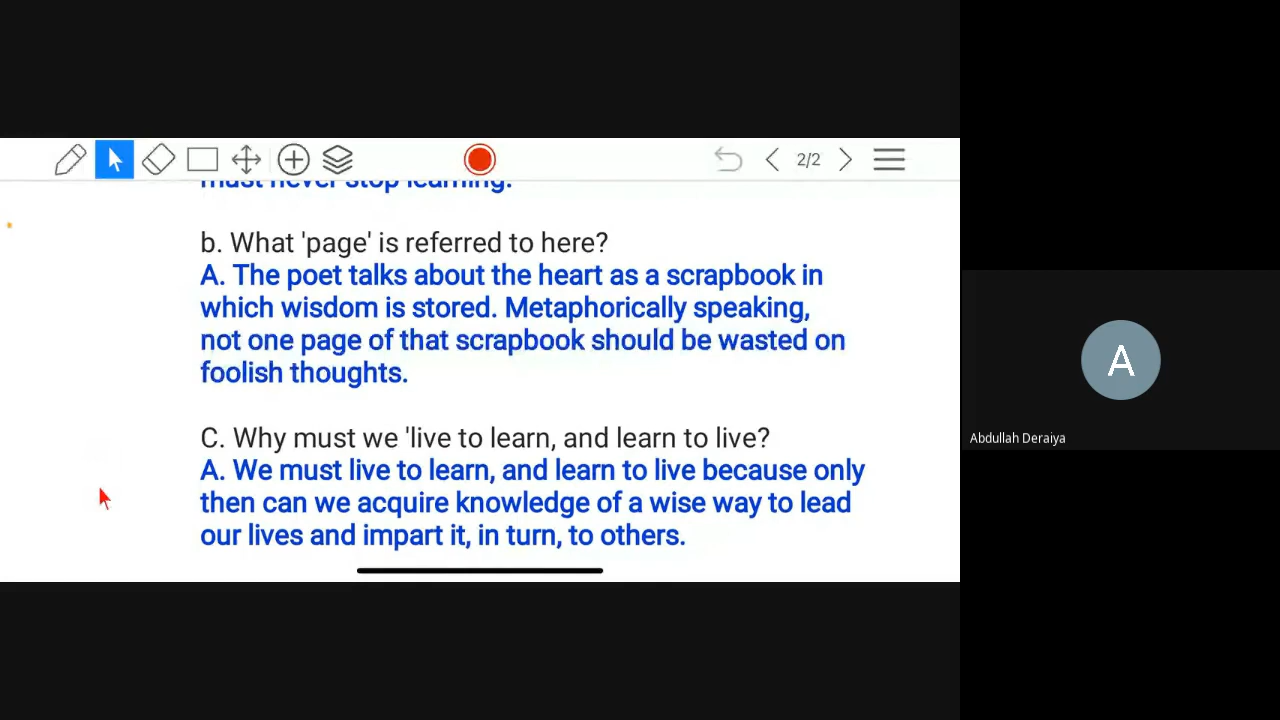 2/2
must never stop learning.
b. What 'page' is referred to here?
A. The poet talks about the heart as a scrapbook in
which wisdom is stored. Metaphorically speaking,
not one page of that scrapbook should be wasted on
foolish thoughts.
C. Why must we 'live to learn, and learn to live?
A. We must live to learn, and learn to live because only
then can we acquire knowledge of a wise way to lead
our lives and impart it, in turn, to others.
A
Abdullah Deraiya